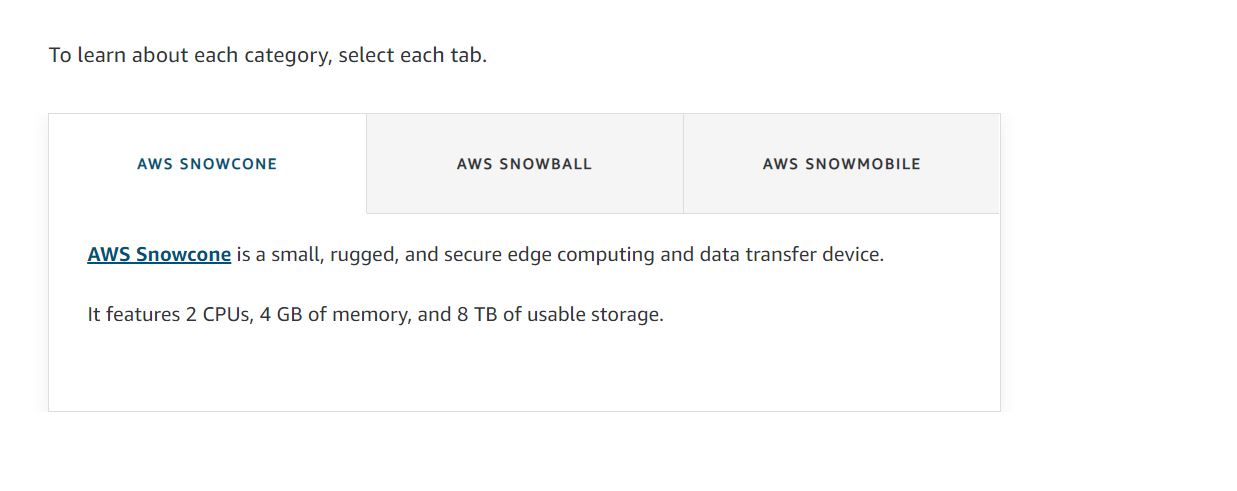 To learn about each category, select each tab.
AWS SNOWCONE
AWS SNOWBALL
AWS SNOWMOBILE
AWS Snowcone is a small, rugged, and secure edge computing and data transfer device.
It features 2 CPUs, 4 GB of memory, and 8 TB of usable storage.